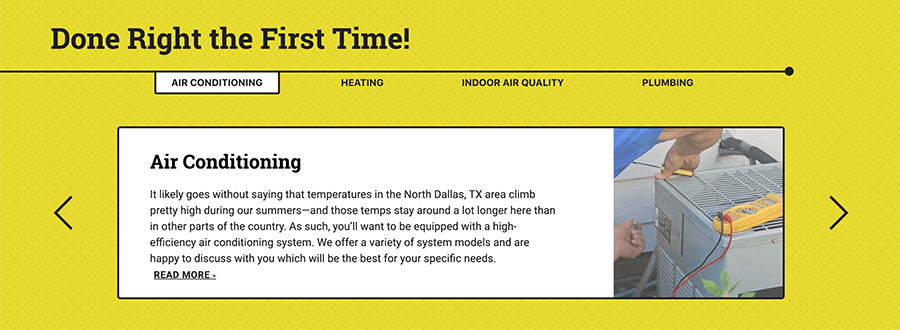 Done Right the First Time!
AIR CONDITIONING
HEATING
INDOOR AIR QUALITY
PLUMBING
Air Conditioning
It likely goes without saying that temperatures in the North Dallas, TX area climb
pretty high during our summers—and those temps stay around a lot longer here than
in other parts of the country. As such, you’ll want to be equipped with a high-
efficiency air conditioning system. We offer a variety of system models and are
happy to discuss with you which will be the best for your specific needs.
READ MORE »